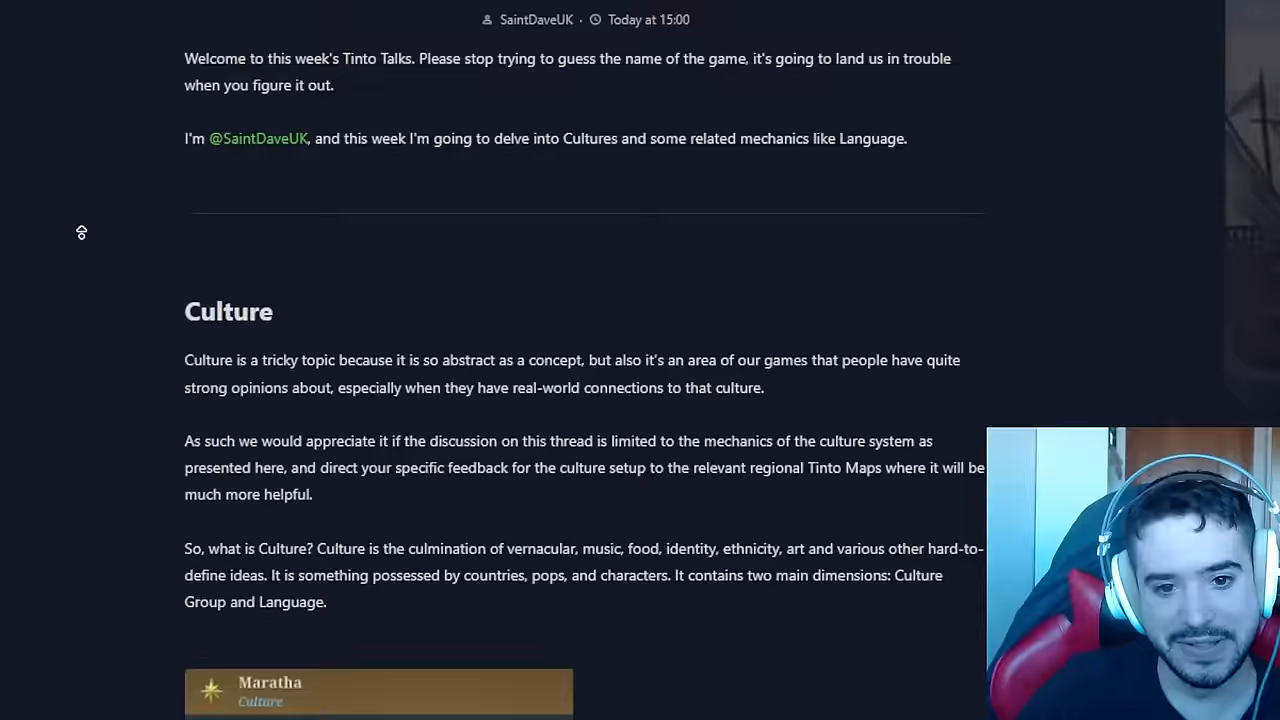 SaintDaveUK · Today at 15:00
Welcome to this week's Tinto Talks. Please stop trying to guess the name of the game, it's going to land us in trouble
when you figure it out.
I'm @SaintDaveUK, and this week I'm going to delve into Cultures and some related mechanics like Language.
Culture
Culture is a tricky topic because it is so abstract as a concept, but also it's an area of our games that people have quite
strong opinions about, especially when they have real-world connections to that culture.
As such we would appreciate it if the discussion on this thread is limited to the mechanics of the culture system as
presented here, and direct your specific feedback for the culture setup to the relevant regional Tinto Maps where it will be
much more helpful.
So, what is Culture? Culture is the culmination of vernacular, music, food, identity, ethnicity, art and various other hard-to-
define ideas. It is something possessed by countries, pops, and characters. It contains two main dimensions: Culture
Group and Language.
Maratha
Culture